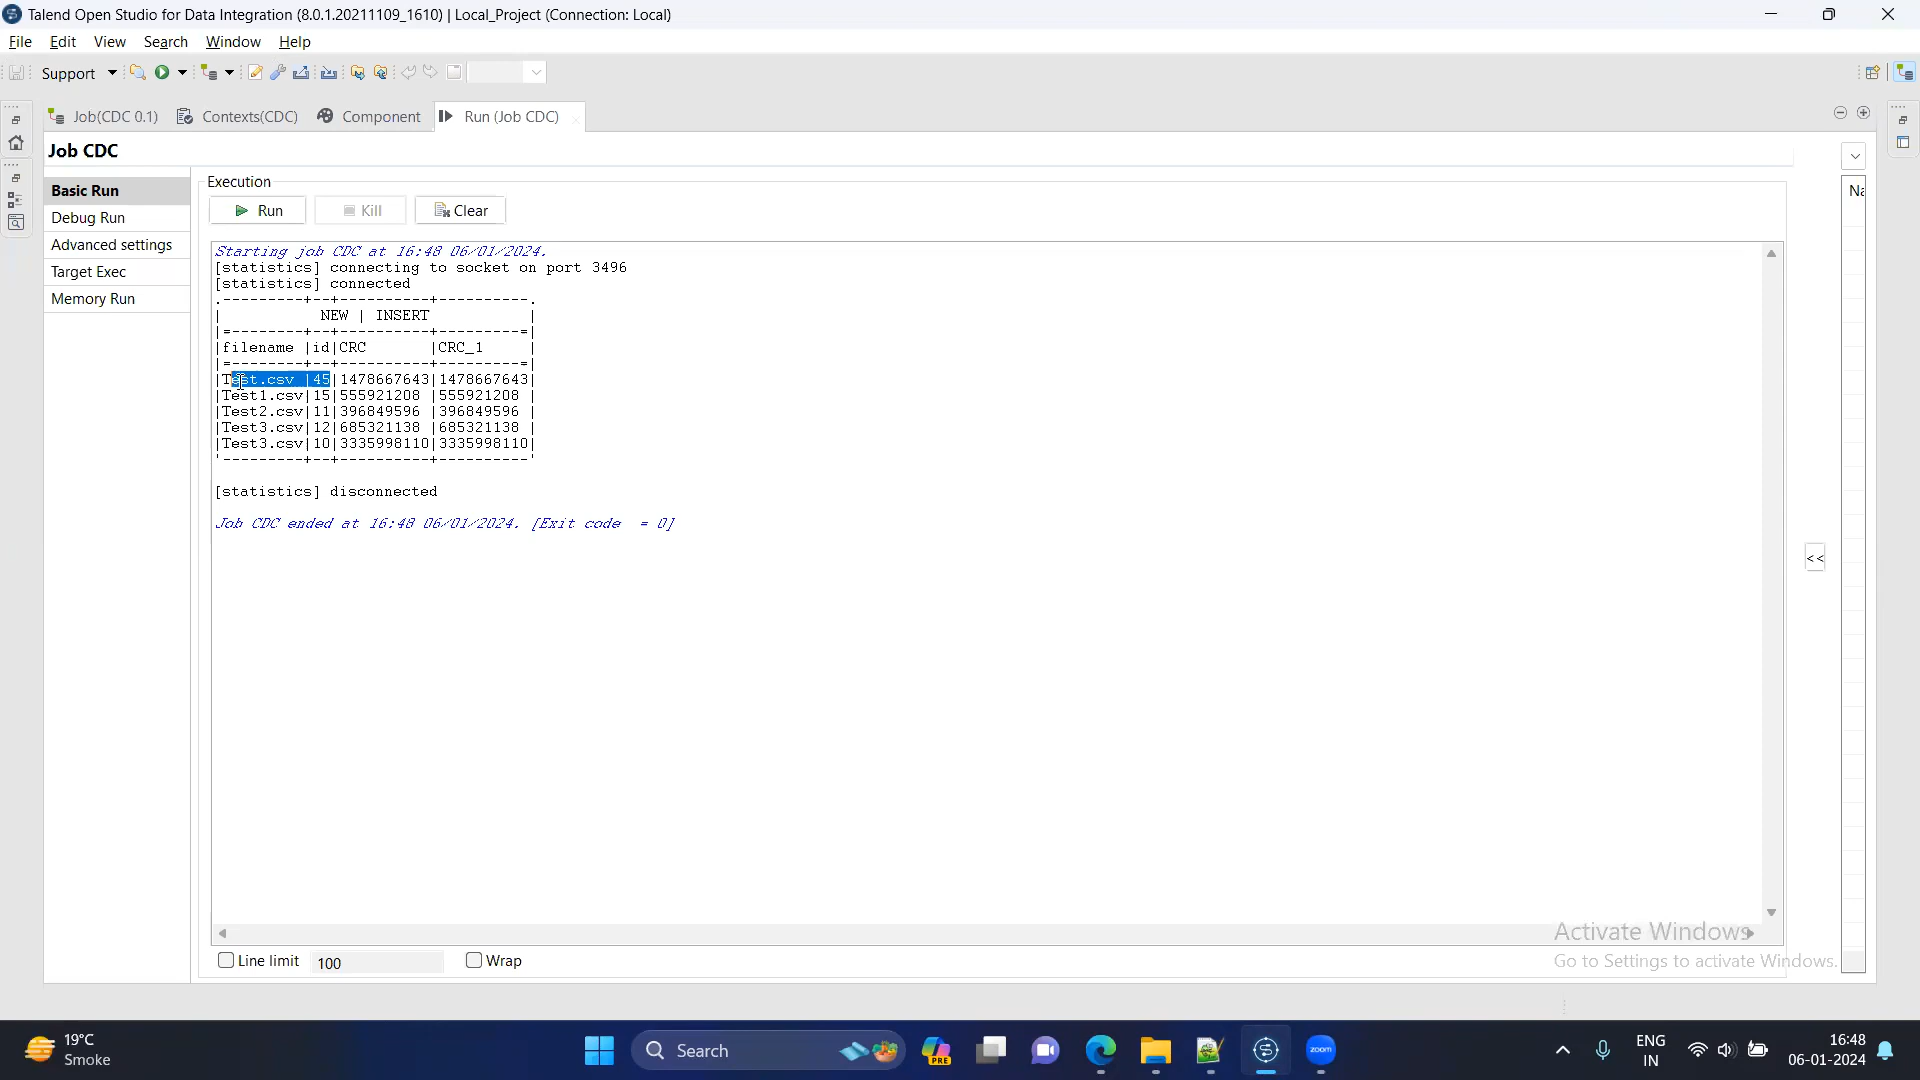 Talend Open Studio for Data Integration (8.0.1.20211109_1610) | Local_Project (Connection: Local)
File Edit View Search Window Help
Support
Job(CDC 0.1) Contexts(CDC) Component Run (Job CDC)
Job CDC
Basic Run
Debug Run
Advanced settings
Target Exec
Memory Run
Execution
Run Kill Clear
Starting job CDC at 16:48 06/01/2024.
[statistics] connecting to socket on port 3496
[statistics] connected
.---------+--+----------+----------.
|          NEW | INSERT          |
|=--------+--+----------+---------=|
|filename |id|CRC       |CRC_1     |
|=--------+--+----------+---------=|
|Test.csv |45|1478667643|1478667643|
|Test1.csv|15|555921208 |555921208 |
|Test2.csv|11|396849596 |396849596 |
|Test3.csv|12|685321138 |685321138 |
|Test3.csv|10|3335998110|3335998110|
'---------+--+----------+----------'
[statistics] disconnected
Job CDC ended at 16:48 06/01/2024. [Exit code  = 0]
<<
Na
Line limit 100 Wrap
Activate Windows
Go to Settings to activate Windows.
19°C
Smoke
Search
PRE
zoom
ENG
IN
16:48
06-01-2024